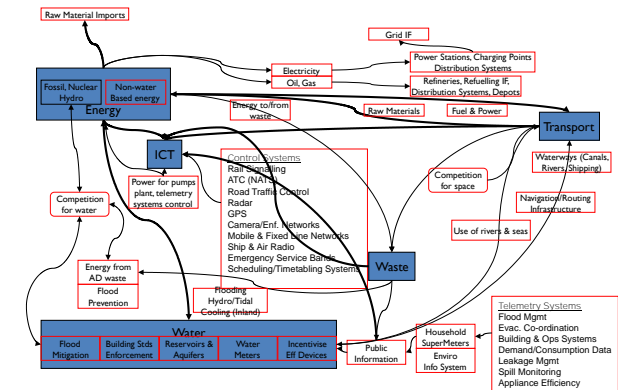 Raw Material Imports
Grid IF
Electricity
Oil, Gas
Power Stations, Charging Points
Distribution Systems
Refineries, Refuelling IF,
Distribution Systems, Depots
Fossil, Nuclear
Hydro
Non-water
Based energy
Energy
Energy to/from
waste
Raw Materials
Fuel & Power
Transport
ICT
Control Systems
Rail Signalling
ATC (NATS)
Road Traffic Control
Radar
GPS
Camera/Enf. Networks
Mobile & Fixed Line Networks
Ship & Air Radio
Emergency Service Bands
Scheduling/Timetabling Systems
Power for pumps
plant, telemetry
systems control
Competition
for space
Waterways (Canals,
Rivers, Shipping)
Navigation/Routing
Infrastructure
Use of rivers & seas
Competition
for water
Energy from
AD waste
Flood
Prevention
Waste
Flooding
Hydro/Tidal
Cooling (Inland)
Water
Flood
Mitigation
Building Stds
Enforcement
Reservoirs &
Aquifers
Water
Meters
Incentivise
Eff Devices
Public
Information
Household
SuperMeters
Enviro
Info System
Telemetry Systems
Flood Mgmt
Evac. Co-ordination
Building & Ops Systems
Demand/Consumption Data
Leakage Mgmt
Spill Monitoring
Appliance Efficiency